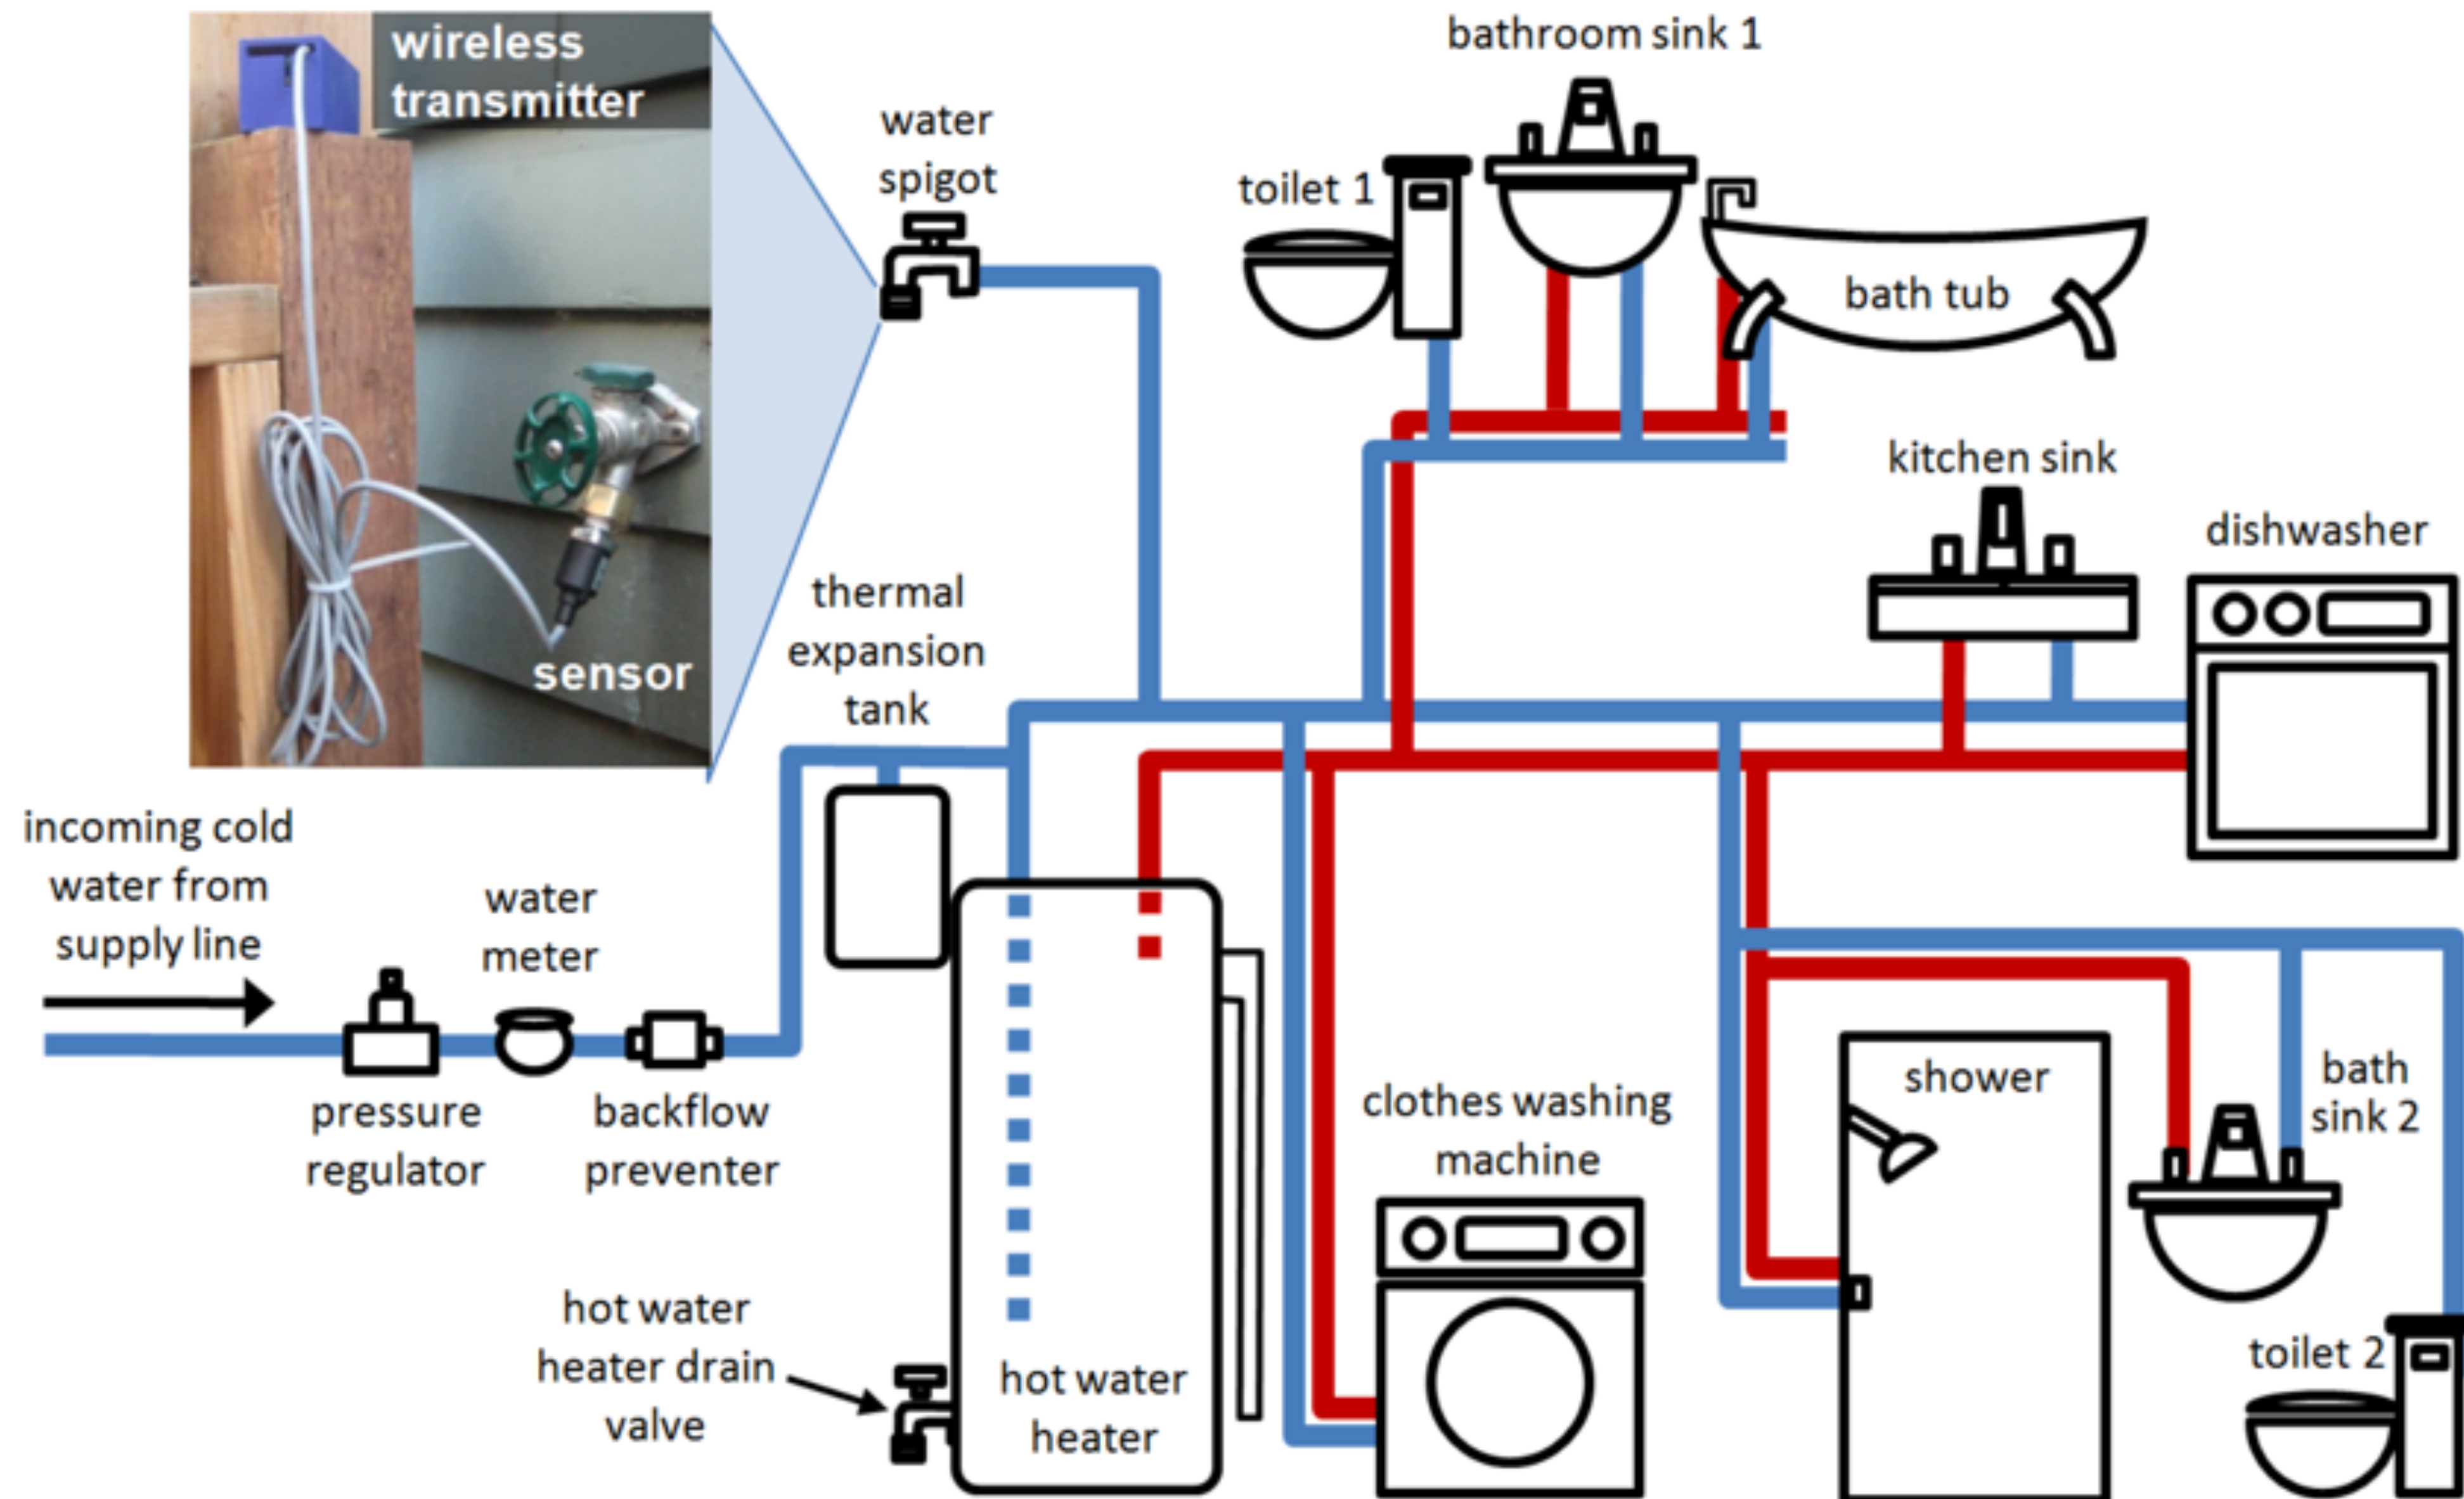 wireless
transmitter
sensor
water
spigot
bathroom sink 1
toilet 1
bath tub
kitchen sink
dishwasher
thermal
expansion
tank
incoming cold
water from
supply line
water
meter
pressure
regulator
backflow
preventer
hot water
heater drain
valve
hot water
heater
clothes washing
machine
shower
bath
sink 2
toilet 2